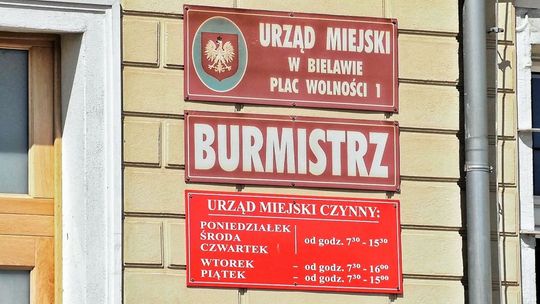 URZĄD MIEJSKI
W BIELAWIE
PLAC WOLNOŚCI 1
BURMISTRZ
URZĄD MIEJSKI CZYNNY:
PONIEDZIAŁEK
ŚRODA od godz. 7³⁰ - 15³⁰
CZWARTEK
WTOREK – od godz. 7³⁰ - 16⁰⁰
PIĄTEK – od godz. 7³⁰ - 15⁰⁰